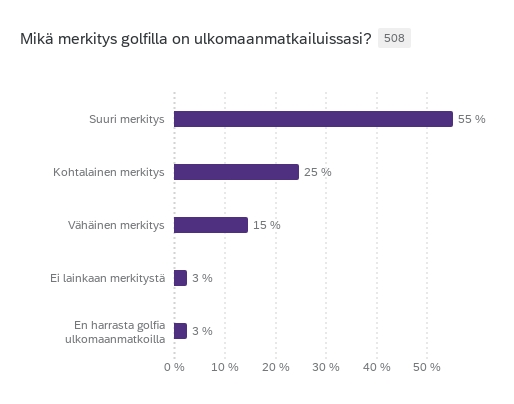 Mikä merkitys golfilla on ulkomaanmatkailuissasi? 508
Suuri merkitys 55 %
Kohtalainen merkitys 25 %
Vähäinen merkitys 15 %
Ei lainkaan merkitystä 3 %
En harrasta golfia
ulkomaanmatkoilla 3 %
0 % 10 % 20 % 30 % 40 % 50 %